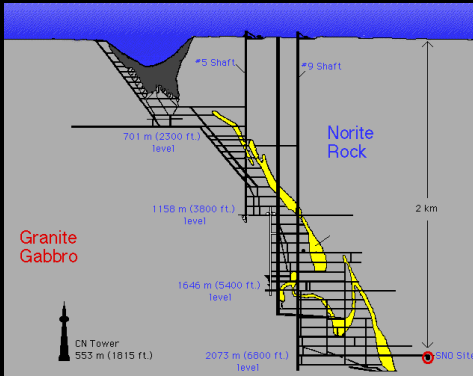 #5 Shaft
#9 Shaft
701 m (2300 ft.)
level
Norite
Rock
1158 m (3800 ft.)
level
2 km
Granite
Gabbro
1646 m (5400 ft.)
level
CN Tower
553 m (1815 ft.)
2073 m (6800 ft.)
level
SNO Site